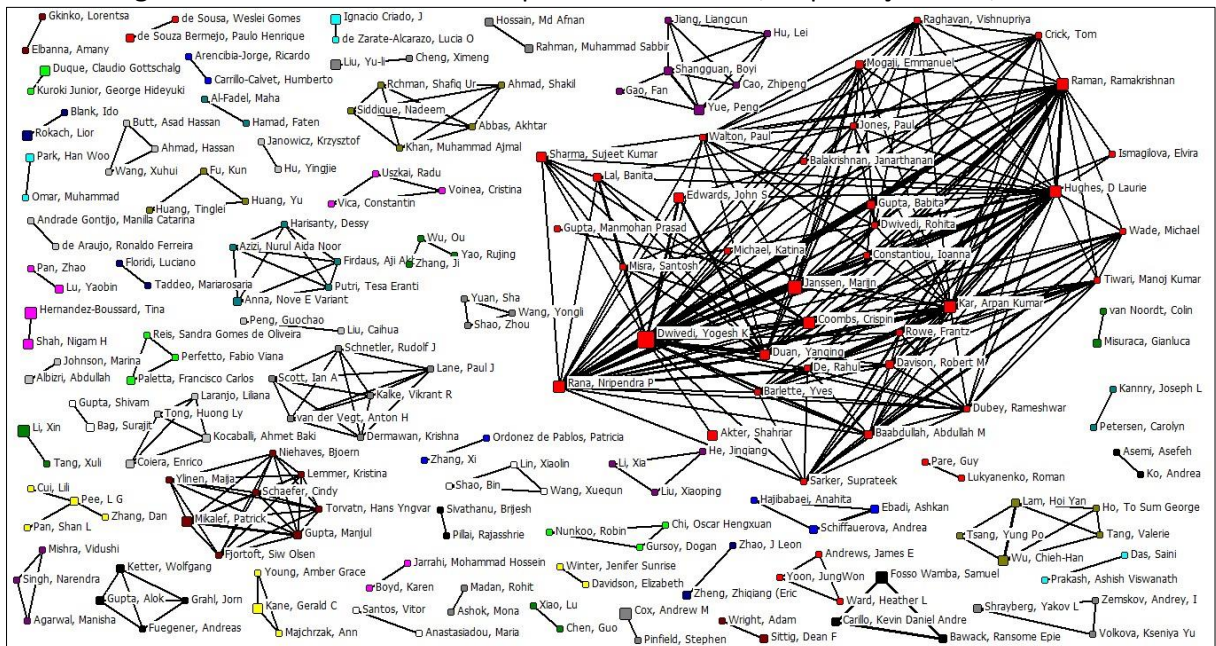 Gkinko, Lorentsa
de Sousa, Weslei Gomes
Ignacio Criado, J
Hossain, Md Afnan
Jiang, Liangcun
Raghavan, Vishnupriya
de Souza Bermejo, Paulo Henrique
Hu, Lei
Crick, Tom
Elbanna, Amany
de Zarate-Alcarazo, Lucia O
Rahman, Muhammad Sabbir
Arencibia-Jorge, Ricardo
Cheng, Ximeng
Duque, Claudio Gottschalg
Liu, Yu-li
Mogaji, Emmanuel
Shangguan, Boyi
Carrillo-Calvet, Humberto
Rchman, Shafiq Ur
Ahmad, Shakil
Cao, Zhipeng
Raman, Ramakrishnan
Kuroki Junior, George Hideyuki
Siddique, Nadeem
Gao, Fan
Al-Fadel, Maha
Yue, Peng
Blank, Ido
Butt, Asad Hassan
Hamad, Faten
Abbas, Akhtar
Jones, Paul
Rokach, Lior
Walton, Paul
Janowicz, Krzysztof
Khan, Muhammad Ajmal
Ahmad, Hassan
Sharma, Sujeet Kumar
Balakrishnan, Janarthanan
Ismagilova, Elvira
Park, Han Woo
Hu, Yingjie
Wang, Xuhui
Fu, Kun
Uszkai, Radu
Lal, Banita
Voinea, Cristina
Hughes, D Laurie
Omar, Muhammad
Vica, Constantin
Edwards, John S
Gupta, Babita
Huang, Tinglei
Huang, Yu
Andrade Gontijo, Manilla Catarina
Harisanty, Dessy
Dwivedi, Rohita
Gupta, Manmohan Prasad
Wade, Michael
de Araujo, Ronaldo Ferreira
Azizi, Nurul Aida Noor
Wu, Ou
Michael, Katina
Constantiou, Ioanna
Yao, Rujing
Floridi, Luciano
Firdaus, Aji Ak
Zhang, Ji
Misra, Santosh
Pan, Zhao
Taddeo, Mariarosaria
Putri, Tesa Eranti
Tiwari, Manoj Kumar
Lu, Yaobin
Anna, Nove E Variant
Yuan, Sha
Janssen, Marijn
Wang, Yongli
Kar, Arpan Kumar
Hernandez-Boussard, Tina
Peng, Guochao
Shao, Zhou
van Noordt, Colin
Liu, Caihua
Coombs, Crispin
Reis, Sandra Gomes de Oliveira
Dwivedi, Yogesh K
Rowe, Frantz
Shah, Nigam H
Schnetler, Rudolf J
Misuraca, Gianluca
Perfetto, Fabio Viana
Duan, Yanqing
Johnson, Marina
Scott, Ian A
Lane, Paul J
De, Rahul
Davison, Robert M
Albizri, Abdullah
Paletta, Francisco Carlos
Kalke, Vikrant R
Rana, Nripendra P
Kannry, Joseph L
Gupta, Shivam
Laranjo, Liliana
Barlette, Yves
Tong, Huong Ly
van der Vegt, Anton H
Dubey, Rameshwar
Bag, Surajit
Petersen, Carolyn
Li, Xin
Kocaballi, Ahmet Baki
Dermawan, Krishna
Akter, Shahriar
Baabdullah, Abdullah M
Ordonez de Pablos, Patricia
He, Jinqiang
Coiera, Enrico
Asemi, Asefeh
Niehaves, Bjoern
Tang, Xuli
Zhang, Xi
Lin, Xiaolin
Li, Xia
Pare, Guy
Ko, Andrea
Lemmer, Kristina
Ylinen, Maija
Lukyanenko, Roman
Cui, Lili
Schaefer, Cindy
Shao, Bin
Liu, Xiaoping
Sarker, Suprateek
Pee, L G
Wang, Xuequn
Hajibabaei, Anahita
Lam, Hoi Yan
Torvatn, Hans Yngvar
Sivathanu, Brijesh
Ho, To Sum George
Zhang, Dan
Mikalef, Patrick
Chi, Oscar Hengxuan
Ebadi, Ashkan
Pan, Shan L
Gupta, Manjul
Pillai, Rajasshrie
Nunkoo, Robin
Tsang, Yung Po
Tang, Valerie
Gursoy, Dogan
Schiffauerova, Andrea
Mishra, Vidushi
Fjortoft, Siw Olsen
Zhao, J Leon
Wu, Chieh-Han
Das, Saini
Ketter, Wolfgang
Andrews, James E
Young, Amber Grace
Jarrahi, Mohammad Hossein
Winter, Jenifer Sunrise
Yoon, JungWon
Singh, Narendra
Boyd, Karen
Madan, Rohit
Davidson, Elizabeth
Zheng, Zhiqiang (Eric
Fosso Wamba, Samuel
Prakash, Ashish Viswanath
Gupta, Alok
Grahl, Jorn
Kane, Gerald C
Santos, Vitor
Xiao, Lu
Cox, Andrew M
Ward, Heather L
Shrayberg, Yakov L
Zemskov, Andrey, I
Agarwal, Manisha
Ashok, Mona
Wright, Adam
Carillo, Kevin Daniel Andre
Fuegener, Andreas
Majchrzak, Ann
Anastasiadou, Maria
Chen, Guo
Pinfield, Stephen
Sittig, Dean F
Bawack, Ransome Epie
Volkova, Kseniya Yu